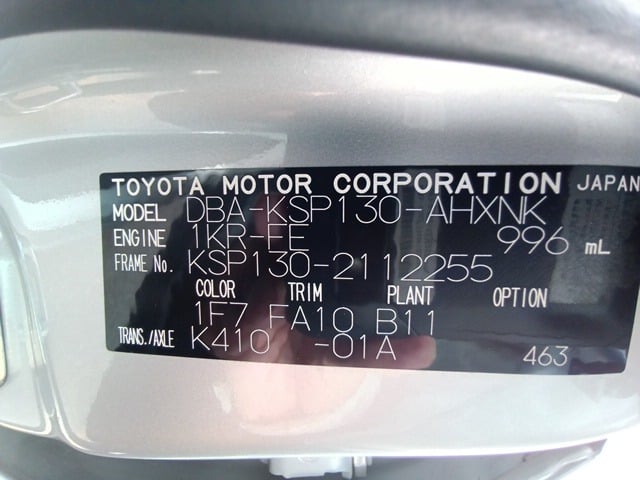 TOYOTA MOTOR CORPORATION JAPAN
MODEL DBA-KSP130-AHXNK
ENGINE 1KR-FE 996 mL
FRAME No. KSP130-2112255
COLOR TRIM PLANT OPTION
1F7 FA10 B11
TRANS./AXLE K410 -01A 463